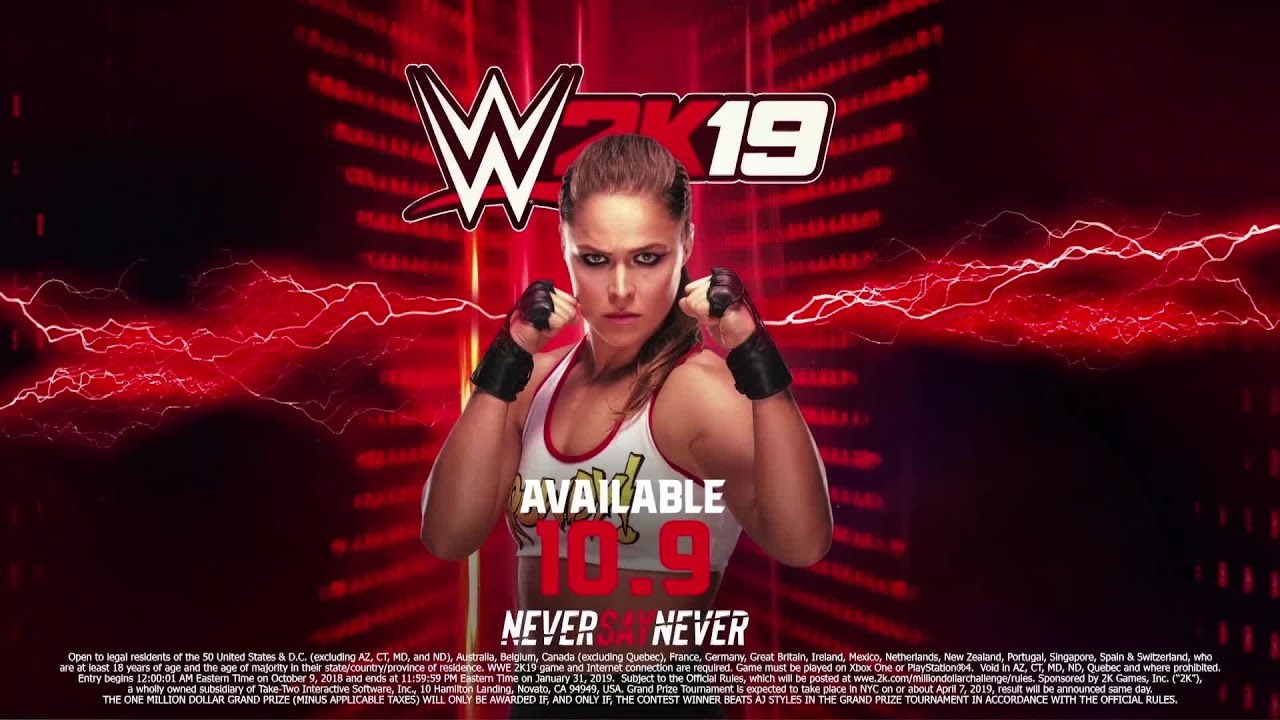 W 2K19
AVAILABLE
10.9
NEVERSAYNEVER
Open to legal residents of the 50 United States & D.C. (excluding AZ, CT, MD, and ND), Australia, Belgium, Canada (excluding Quebec), France, Germany, Great Britain, Ireland, Mexico, Netherlands, New Zealand, Portugal, Singapore, Spain & Switzerland, who
are at least 18 years of age and the age of majority in their state/country/province of residence. WWE 2K19 game and Internet connection are required. Game must be played on Xbox One or PlayStation®4. Void in AZ, CT, MD, ND, Quebec and where prohibited.
Entry begins 12:00:01 AM Eastern Time on October 9, 2018 and ends at 11:59:59 PM Eastern Time on January 31, 2019. Subject to the Official Rules, which will be posted at www.2k.com/milliondollarchallenge/rules. Sponsored by 2K Games, Inc. ("2K"),
a wholly owned subsidiary of Take-Two Interactive Software, Inc., 10 Hamilton Landing, Novato, CA 94949, USA. Grand Prize Tournament is expected to take place in NYC on or about April 7, 2019, result will be announced same day.
THE ONE MILLION DOLLAR GRAND PRIZE (MINUS APPLICABLE TAXES) WILL ONLY BE AWARDED IF, AND ONLY IF, THE CONTEST WINNER BEATS AJ STYLES IN THE GRAND PRIZE TOURNAMENT IN ACCORDANCE WITH THE OFFICIAL RULES.